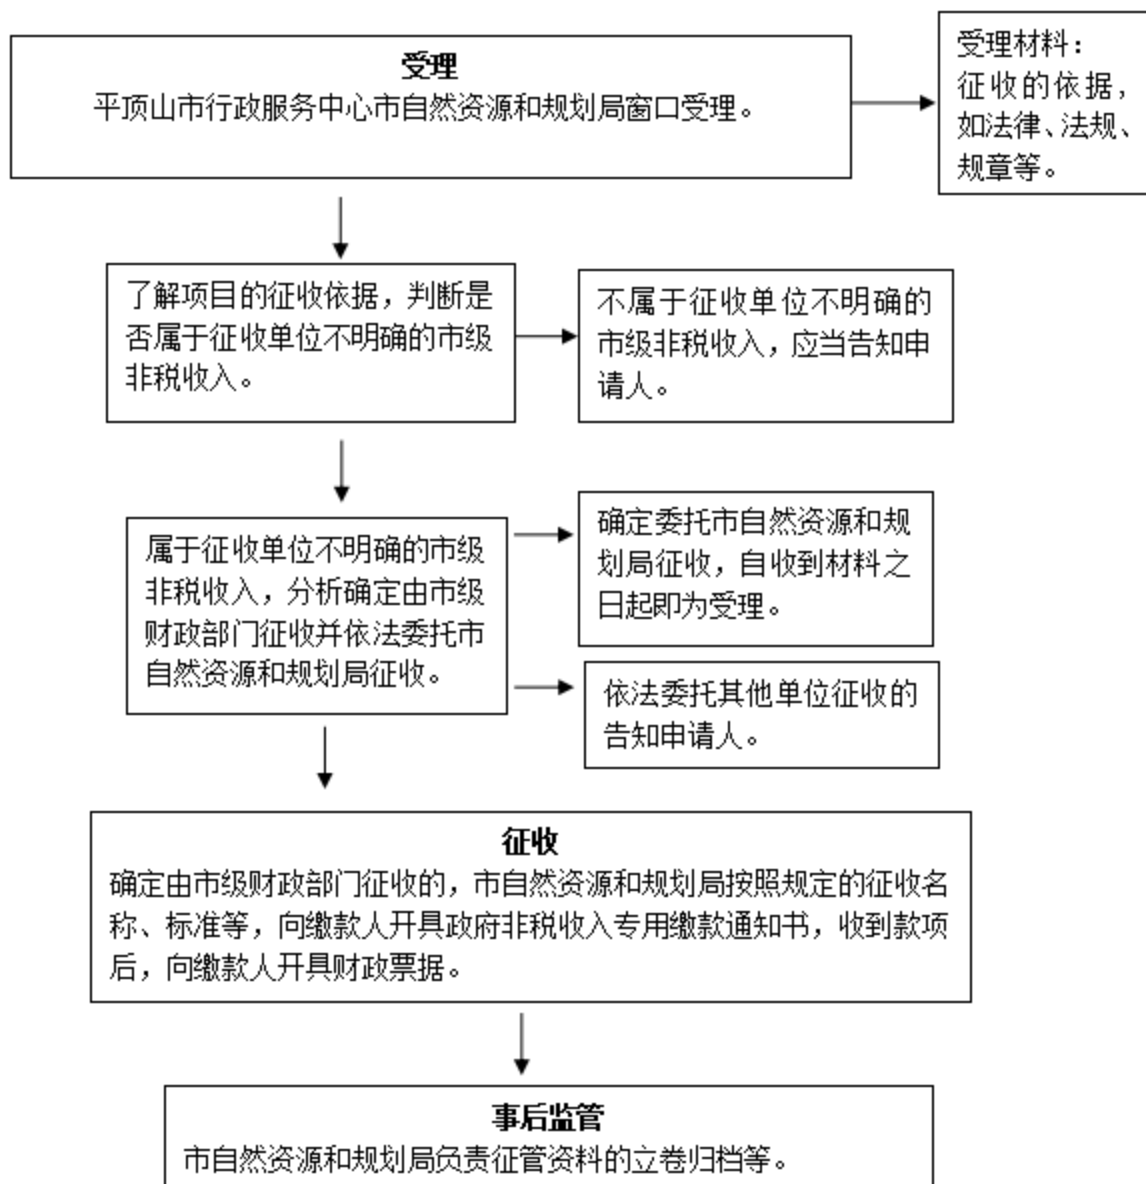 受理
平顶山市行政服务中心市自然资源和规划局窗口受理。
受理材料：
征收的依据，
如法律、法规、
规章等。
了解项目的征收依据，判断是
否属于征收单位不明确的市级
非税收入。
不属于征收单位不明确的
市级非税收入，应当告知申
请人。
属于征收单位不明确的市级
非税收入，分析确定由市级
财政部门征收并依法委托市
自然资源和规划局征收。
确定委托市自然资源和规
划局征收，自收到材料之
日起即为受理。
依法委托其他单位征收的
告知申请人。
征收
确定由市级财政部门征收的，市自然资源和规划局按照规定的征收名
称、标准等，向缴款人开具政府非税收入专用缴款通知书，收到款项
后，向缴款人开具财政票据。
事后监管
市自然资源和规划局负责征管资料的立卷归档等。